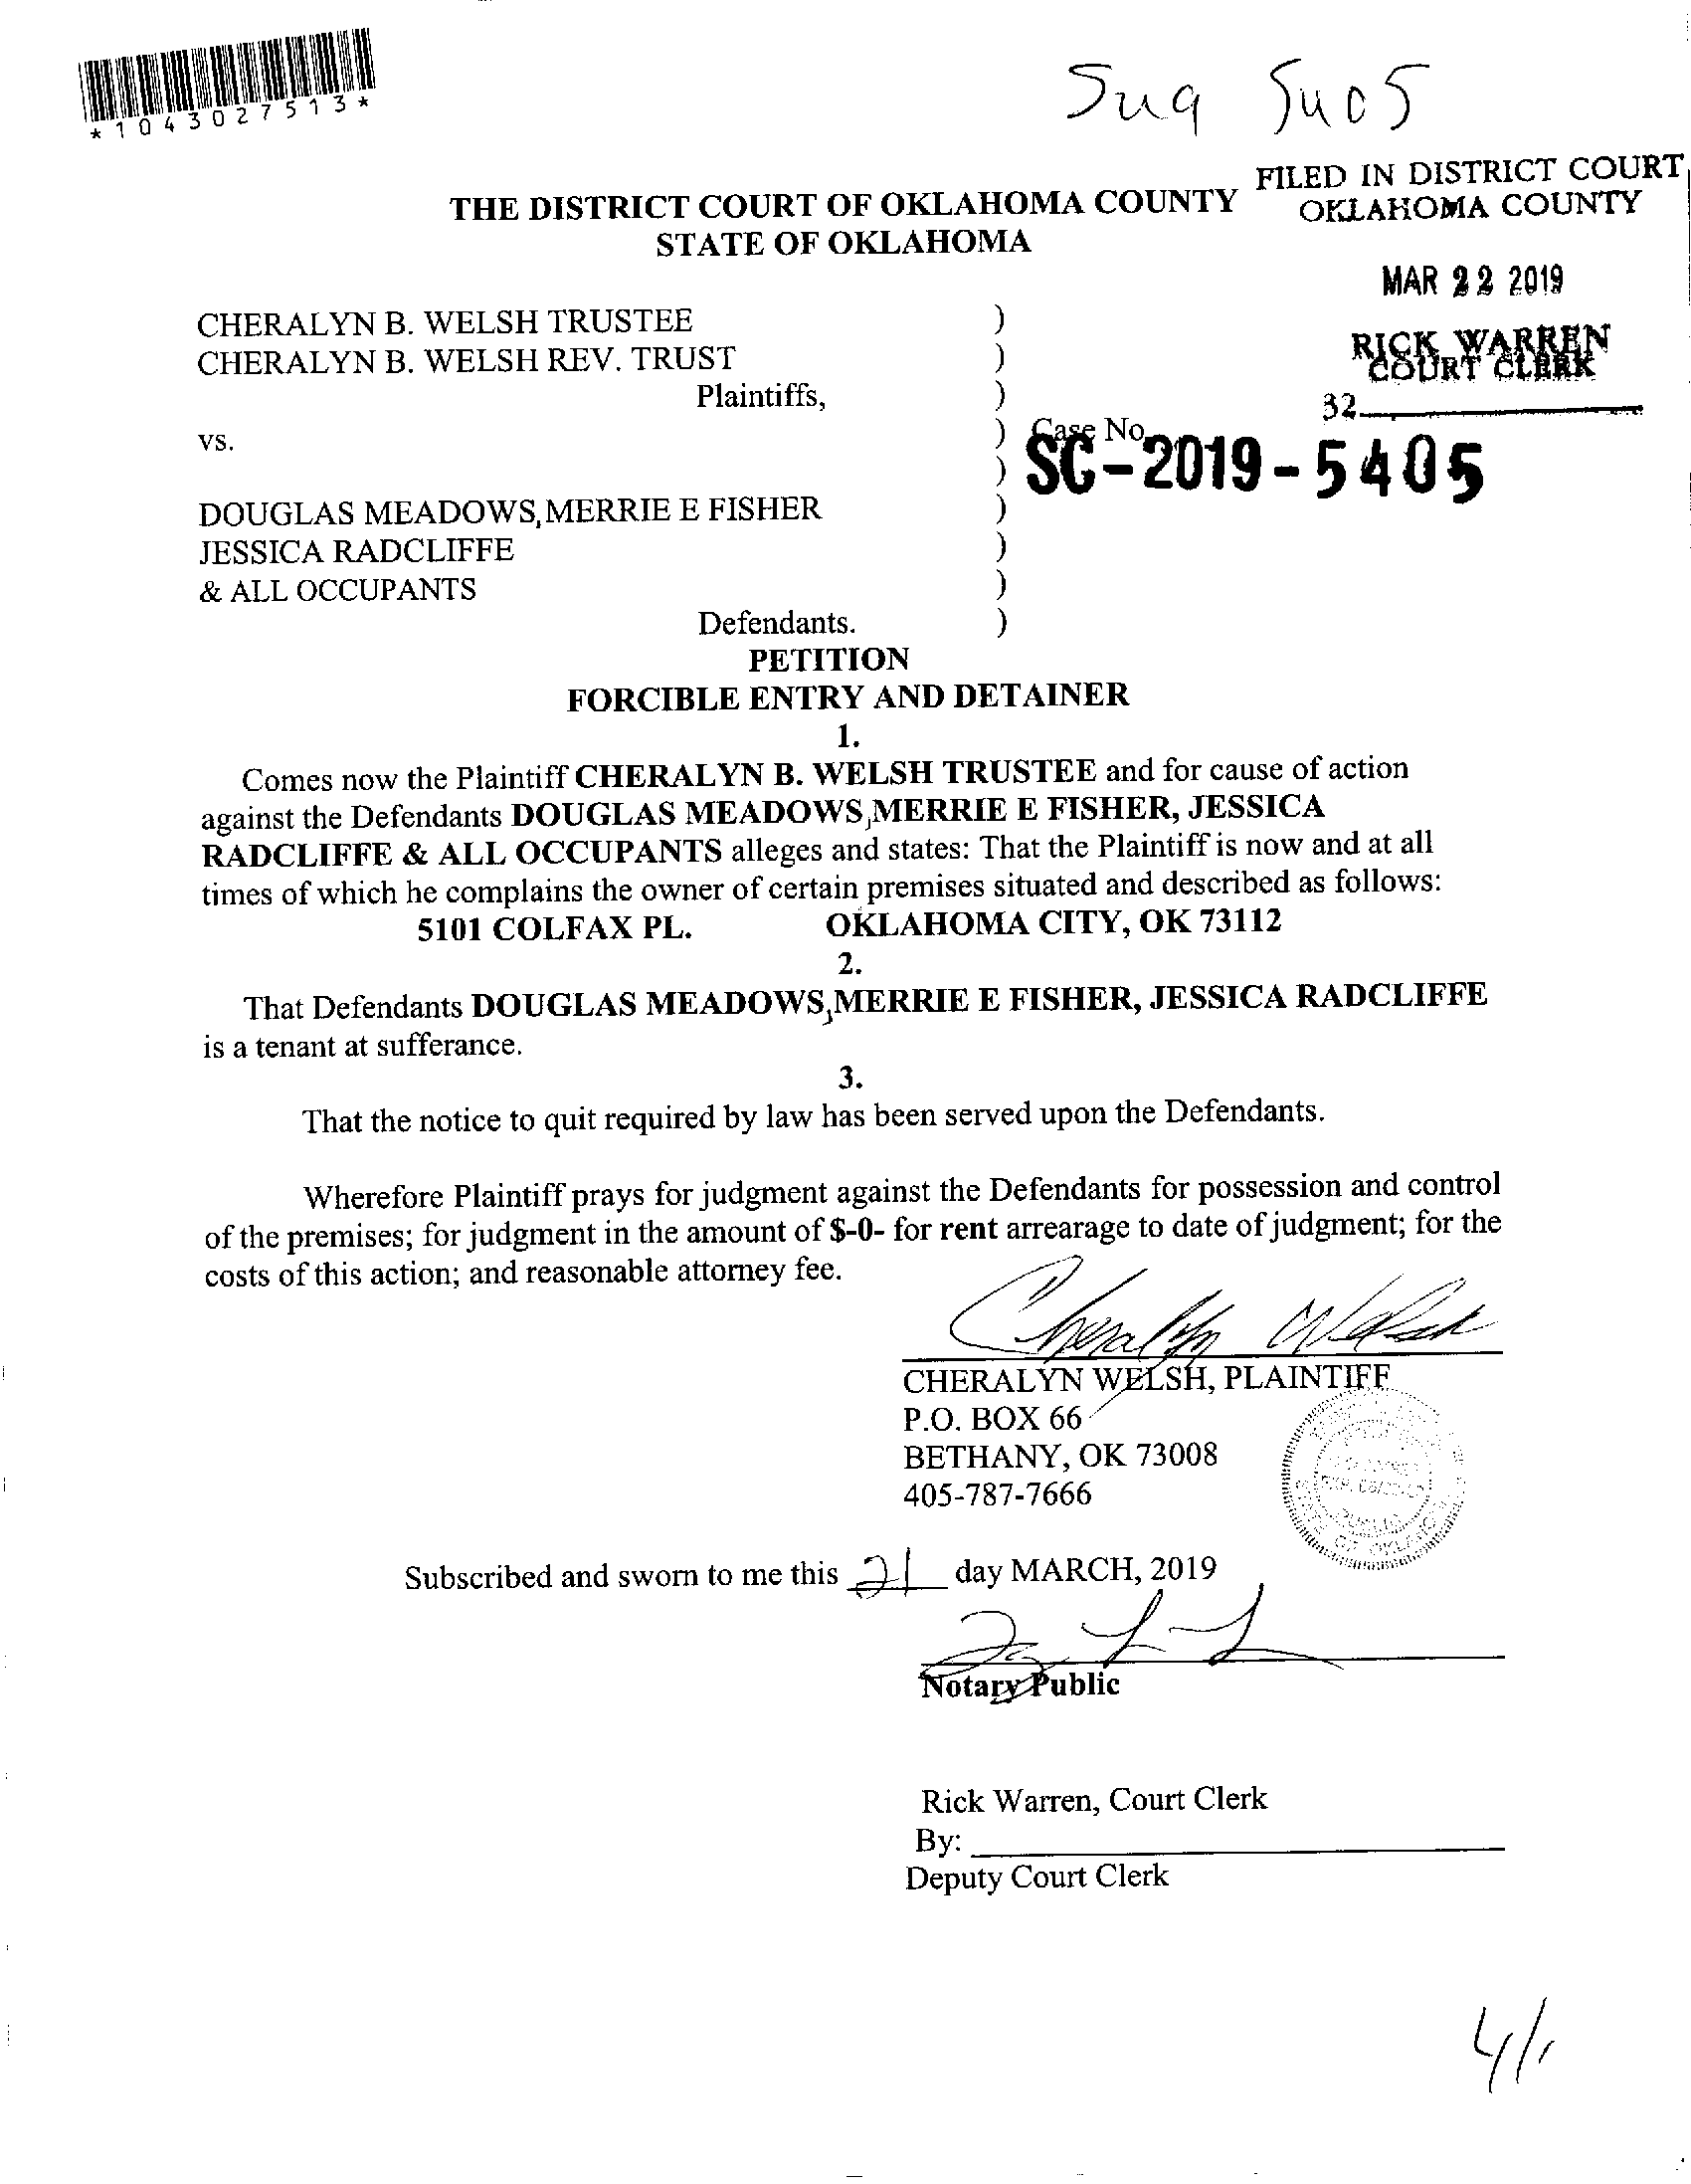 *1043027513*
5405
FILED IN DISTRICT COURT
OKLAHOMA COUNTY
THE DISTRICT COURT OF OKLAHOMA COUNTY
STATE OF OKLAHOMA
MAR 22 2019
RICK WARREN
COURT CLERK
32
CHERALYN B. WELSH TRUSTEE )
CHERALYN B. WELSH REV. TRUST )
Plaintiffs, )
vs. ) Case No.
) SC-2019-5405
DOUGLAS MEADOWS,MERRIE E FISHER )
JESSICA RADCLIFFE )
& ALL OCCUPANTS )
Defendants. )
PETITION
FORCIBLE ENTRY AND DETAINER
1.
Comes now the Plaintiff CHERALYN B. WELSH TRUSTEE and for cause of action
against the Defendants DOUGLAS MEADOWS,MERRIE E FISHER, JESSICA
RADCLIFFE & ALL OCCUPANTS alleges and states: That the Plaintiff is now and at all
times of which he complains the owner of certain premises situated and described as follows:
5101 COLFAX PL. OKLAHOMA CITY, OK 73112
2.
That Defendants DOUGLAS MEADOWS,MERRIE E FISHER, JESSICA RADCLIFFE
is a tenant at sufferance.
3.
That the notice to quit required by law has been served upon the Defendants.
Wherefore Plaintiff prays for judgment against the Defendants for possession and control
of the premises; for judgment in the amount of $-0- for rent arrearage to date of judgment; for the
costs of this action; and reasonable attorney fee.
Cheralyn Welsh
CHERALYN WELSH, PLAINTIFF
P.O. BOX 66
BETHANY, OK 73008
405-787-7666
Subscribed and sworn to me this 21 day MARCH, 2019
Notary Public
Rick Warren, Court Clerk
By:
Deputy Court Clerk
4/1